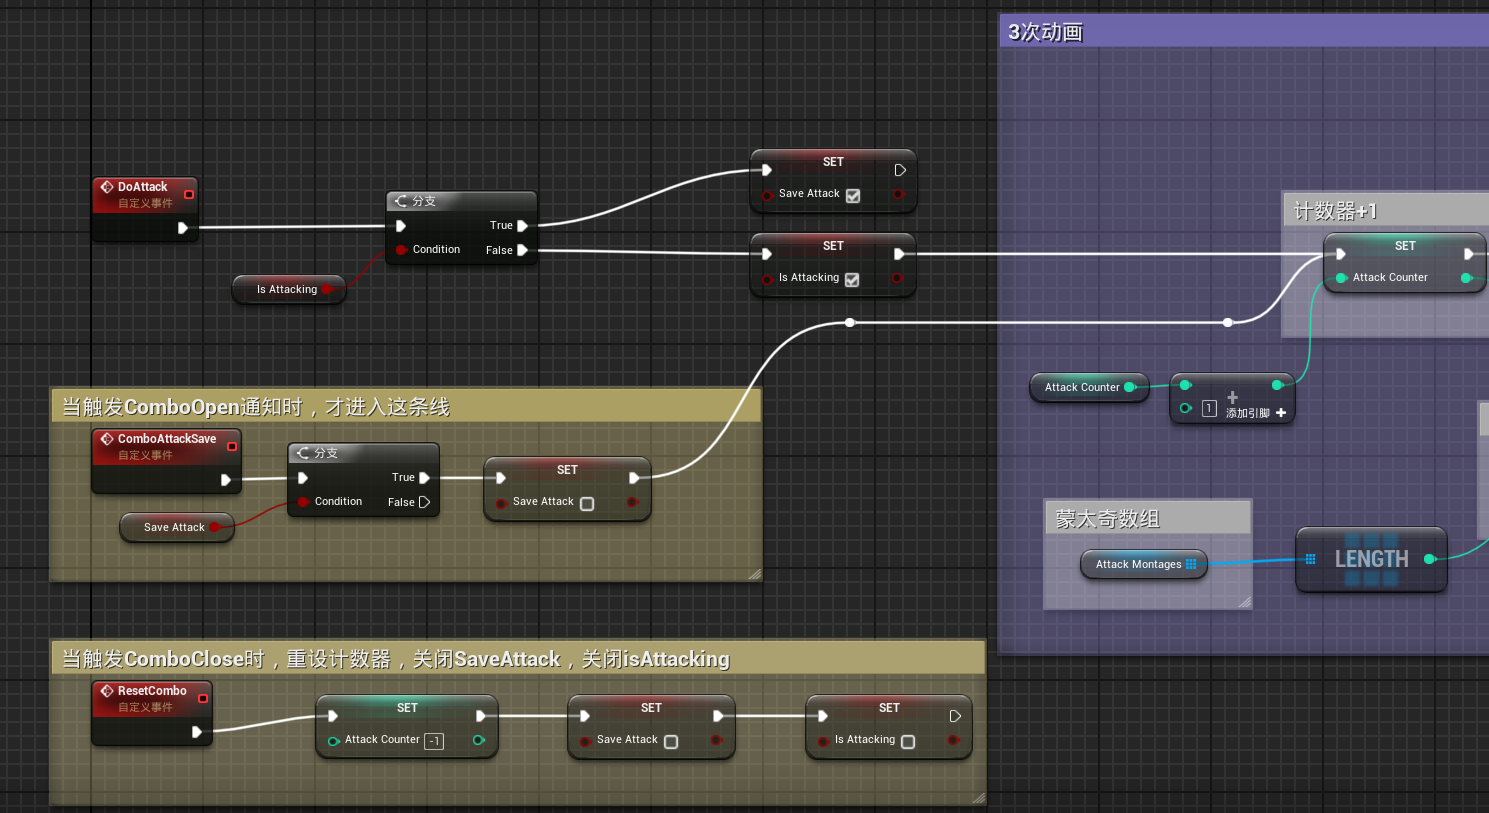 3次动画
DoAttack
自定义事件
分支
True
Condition
False
Is Attacking
SET
Save Attack
SET
Is Attacking
计数器+1
SET
Attack Counter
Attack Counter
1
添加引脚
当触发ComboOpen通知时，才进入这条线
ComboAttackSave
自定义事件
分支
True
Condition
False
Save Attack
SET
Save Attack
蒙太奇数组
Attack Montages
LENGTH
当触发ComboClose时，重设计数器，关闭SaveAttack，关闭isAttacking
ResetCombo
自定义事件
SET
Attack Counter -1
SET
Save Attack
SET
Is Attacking